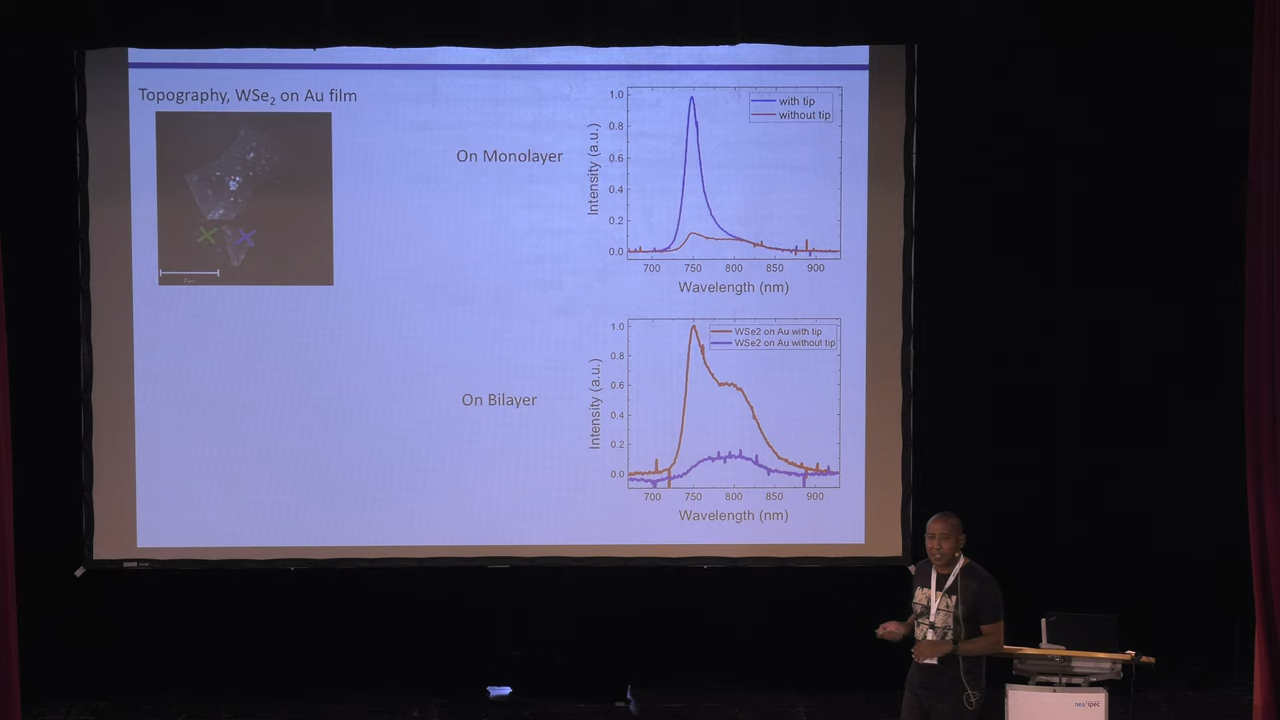 Topography, WSe₂ on Au film
On Monolayer
1.0
0.8
0.6
0.4
0.2
0.0
Intensity (a.u.)
with tip
without tip
700 750 800 850 900
Wavelength (nm)
On Bilayer
1.0
0.8
0.6
0.4
0.2
0.0
Intensity (a.u.)
WSe2 on Au with tip
WSe2 on Au without tip
700 750 800 850 900
Wavelength (nm)
neaspec